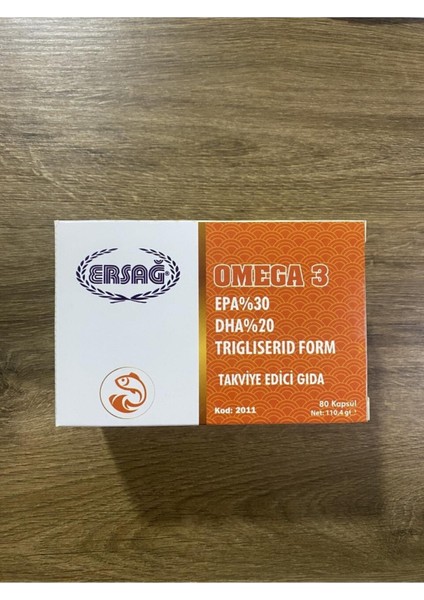 ERSAĞ
OMEGA 3
EPA%30
DHA%20
TRIGLISERID FORM
TAKVİYE EDİCİ GIDA
Kod: 2011
80 Kapsül
Net: 110,4 g